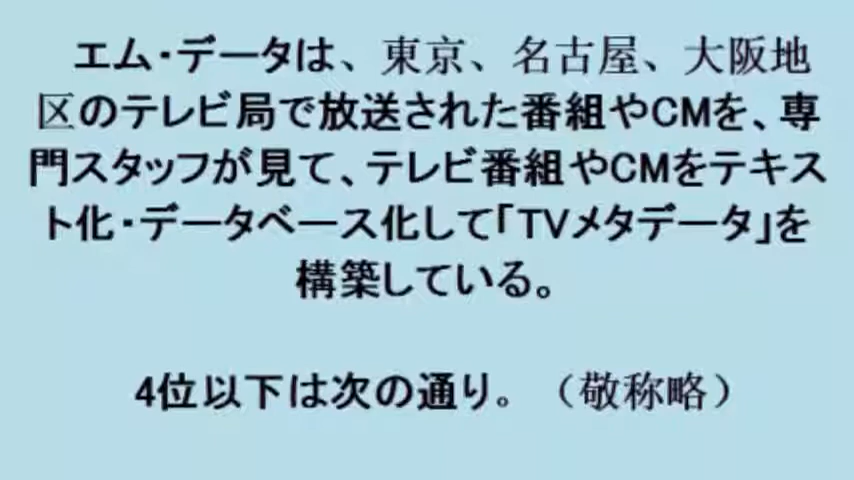 エム・データは、東京、名古屋、大阪地
区のテレビ局で放送された番組やCMを、専
門スタッフが見て、テレビ番組やCMをテキス
ト化・データベース化して「TVメタデータ」を
構築している。
4位以下は次の通り。（敬称略）